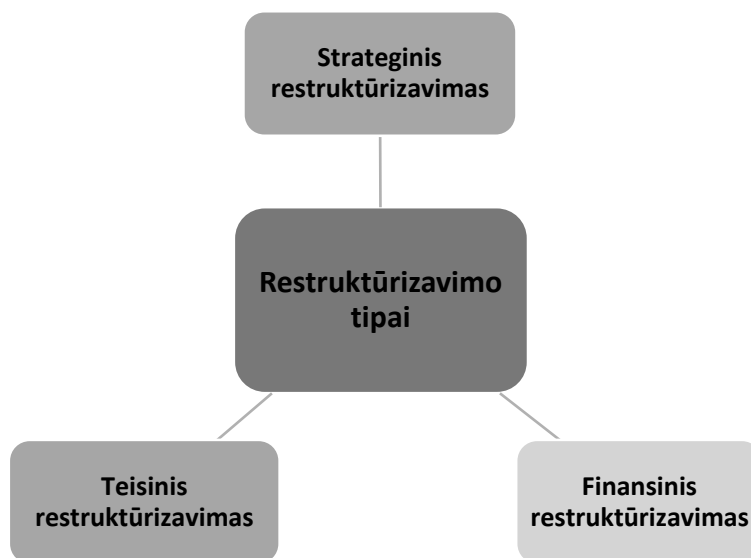 Strateginis
restruktūrizavimas
Restruktūrizavimo
tipai
Teisinis
restruktūrizavimas
Finansinis
restruktūrizavimas